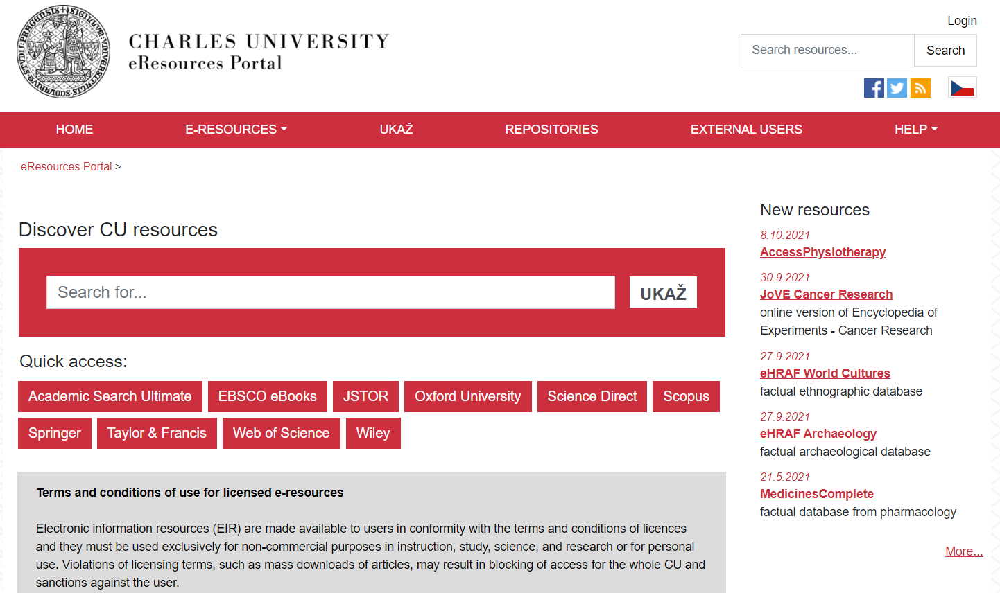 CHARLES UNIVERSITY
eResources Portal
Login
Search resources...
Search
HOME
E-RESOURCES
UKAŽ
REPOSITORIES
EXTERNAL USERS
HELP
eResources Portal >
Discover CU resources
Search for...
UKAŽ
Quick access:
Academic Search Ultimate
EBSCO eBooks
JSTOR
Oxford University
Science Direct
Scopus
Springer
Taylor & Francis
Web of Science
Wiley
Terms and conditions of use for licensed e-resources
Electronic information resources (EIR) are made available to users in conformity with the terms and conditions of licences
and they must be used exclusively for non-commercial purposes in instruction, study, science, and research or for personal
use. Violations of licensing terms, such as mass downloads of articles, may result in blocking of access for the whole CU and
sanctions against the user.
New resources
8.10.2021
AccessPhysiotherapy
30.9.2021
JoVE Cancer Research
online version of Encyclopedia of
Experiments - Cancer Research
27.9.2021
eHRAF World Cultures
factual ethnographic database
27.9.2021
eHRAF Archaeology
factual archaeological database
21.5.2021
MedicinesComplete
factual database from pharmacology
More...